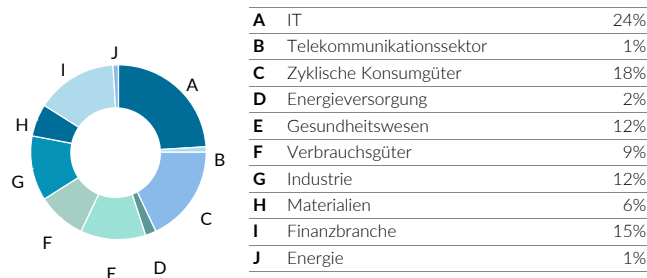 J
I
A
H
B
G
C
F
D
A IT 24%
B Telekommunikationssektor 1%
C Zyklische Konsumgüter 18%
D Energieversorgung 2%
E Gesundheitswesen 12%
F Verbrauchsgüter 9%
G Industrie 12%
H Materialien 6%
I Finanzbranche 15%
J Energie 1%